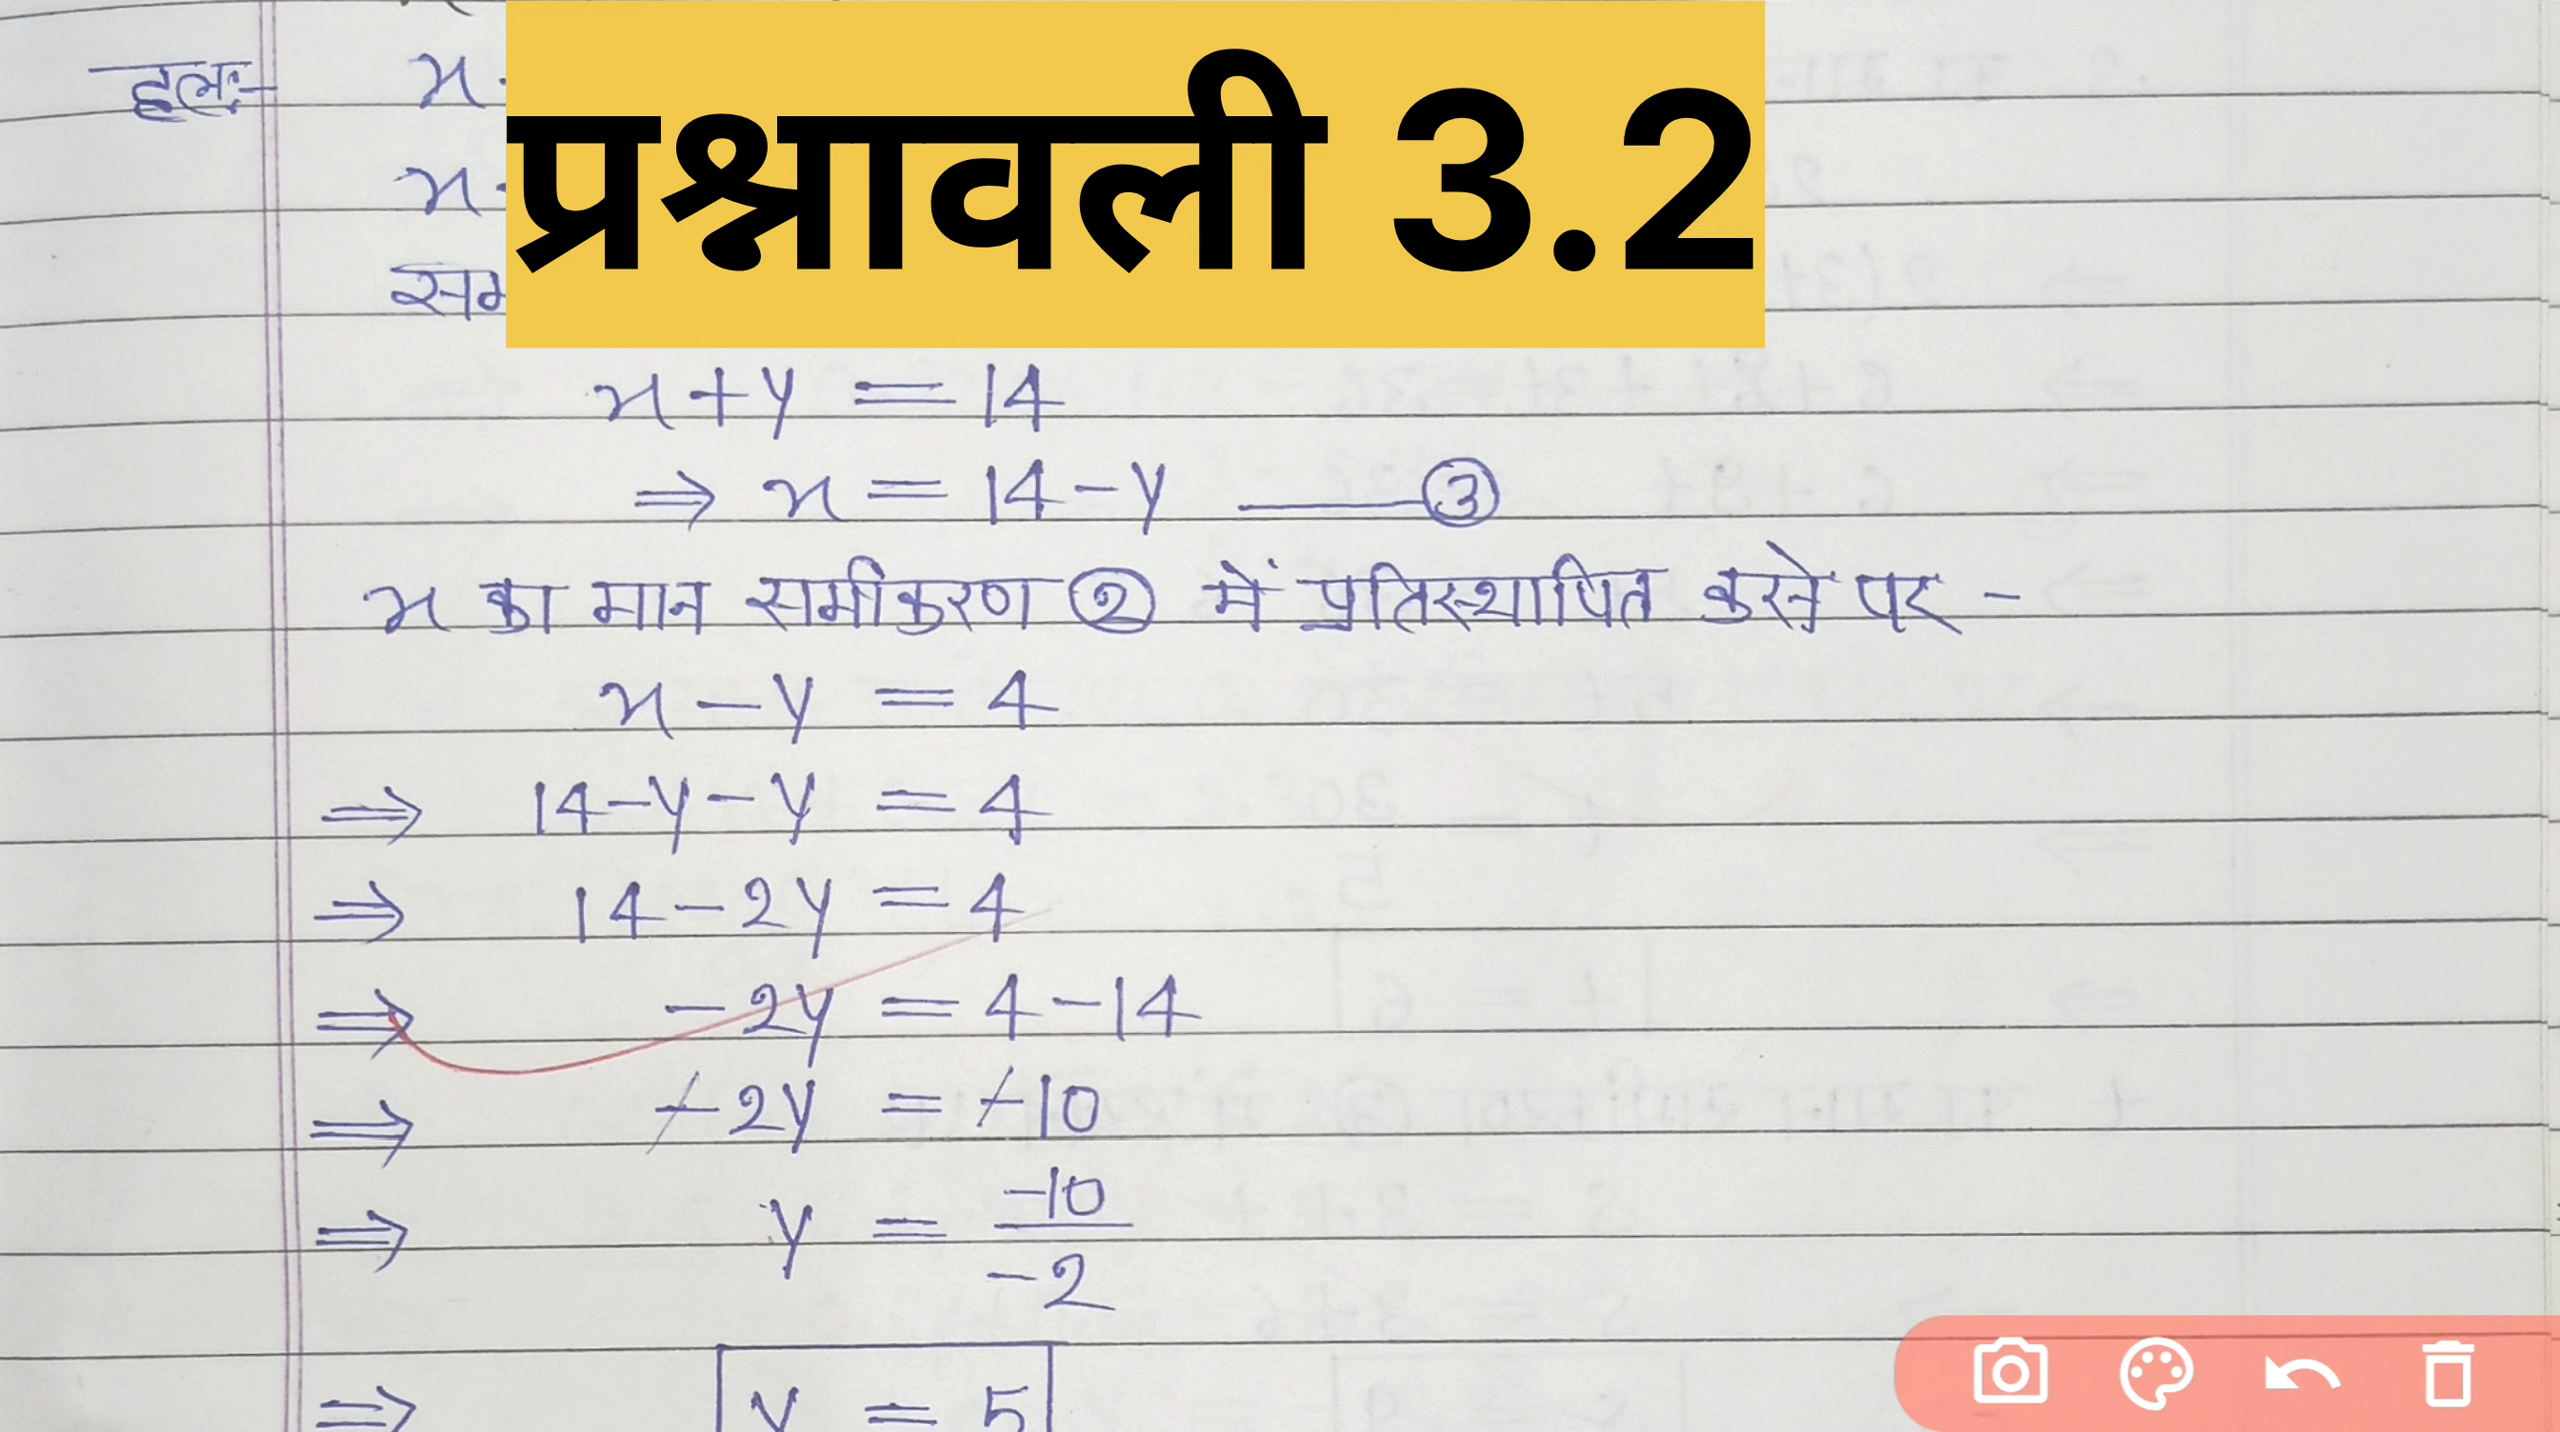 प्रश्नावली 3.2
हलः-
x
x
सम
x + y = 14
⇒ x = 14 - y ——— ③
x का मान समीकरण ② में प्रतिस्थापित करने पर -
x - y = 4
⇒ 14 - y - y = 4
⇒ 14 - 2y = 4
⇒ - 2y = 4 - 14
⇒ - 2y = - 10
⇒ y = -10/-2
⇒ y = 5